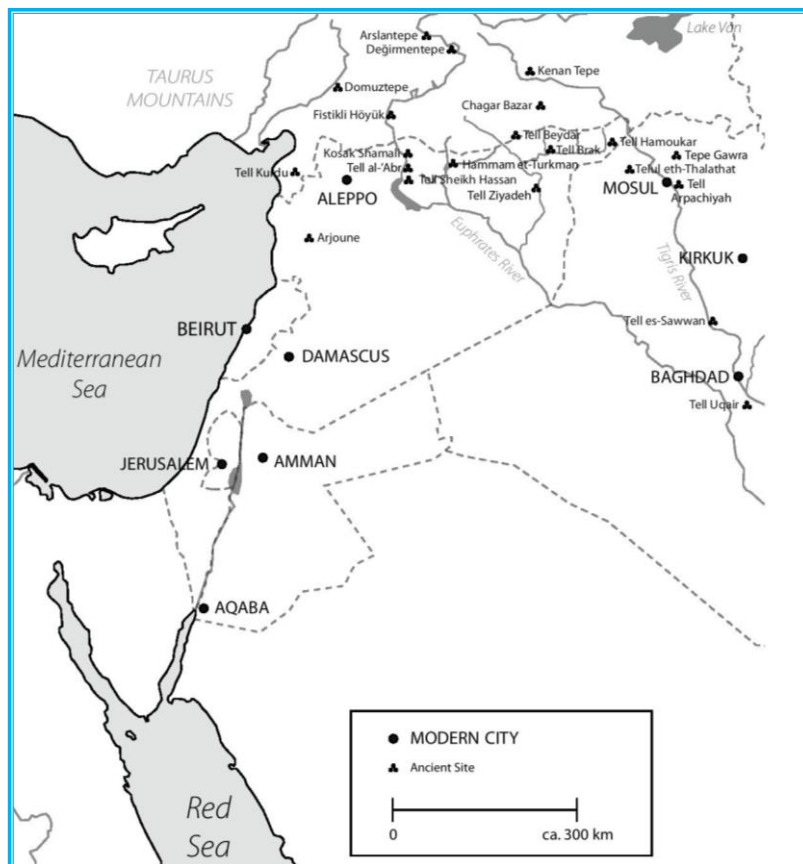 Arslantepe
Değirmentepe
Lake Van
TAURUS
MOUNTAINS
Kenan Tepe
Domuztepe
Chagar Bazar
Fistikli Höyük
Tell Beydar
Tell Hamoukar
Kosak Shamali
Tell Brak
Tepe Gawra
Tell al-'Abr
Hammam et-Turkman
Telul eth-Thalathat
Tell Kurdu
Tall Sheikh Hassan
ALEPPO
Tell Ziyadeh
MOSUL
Tell
Arpachiyah
Arjoune
Euphrates River
Tigris River
KIRKUK
Tell es-Sawwan
BEIRUT
DAMASCUS
Mediterranean
Sea
BAGHDAD
Tell Uqair
JERUSALEM
AMMAN
AQABA
MODERN CITY
Ancient Site
0
ca. 300 km
Red
Sea